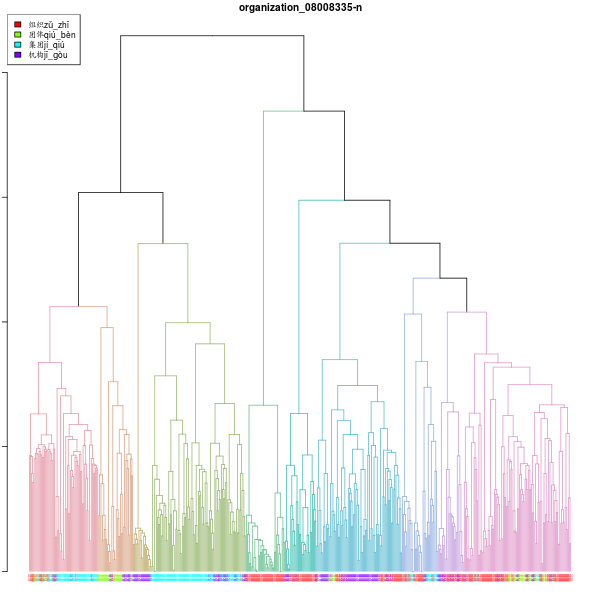 organization_08008335-n
组织zǔ_zhī
团体qiú_bèn
集团jí_qiú
机构jī_gòu